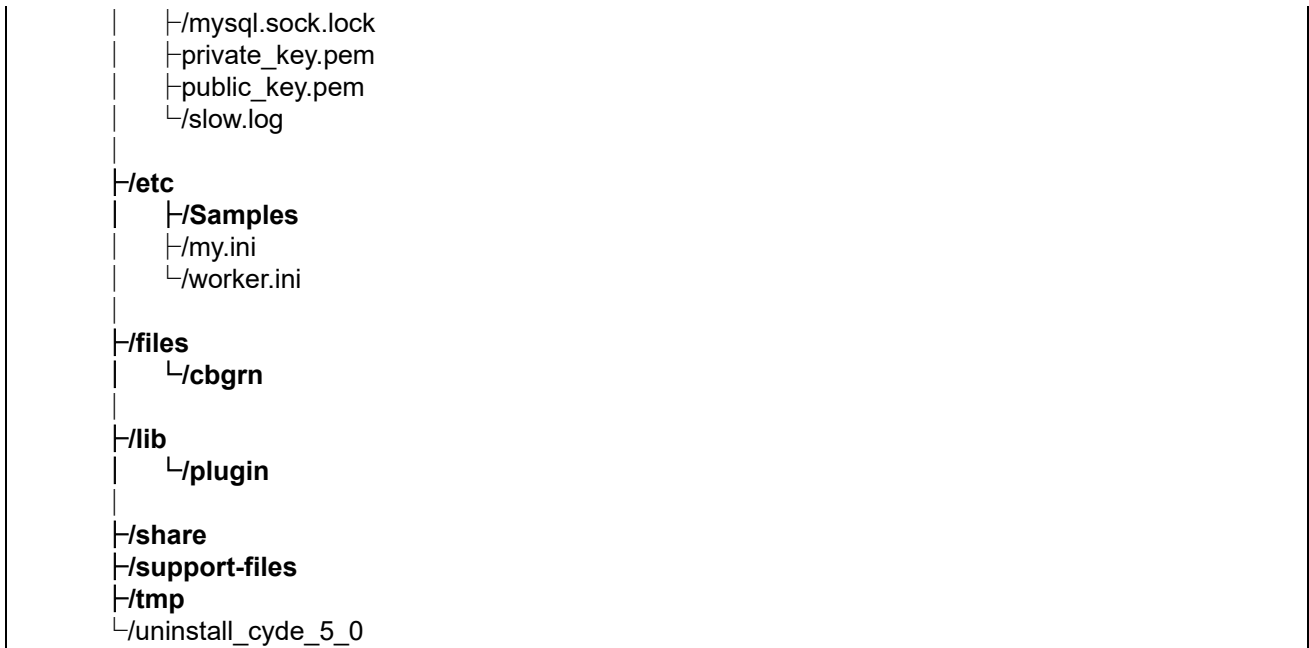 │ ├/mysql.sock.lock
│ ├private_key.pem
│ ├public_key.pem
│ └/slow.log
│
├/etc
│ ├/Samples
│ ├/my.ini
│ └/worker.ini
│
├/files
│ └/cbgrn
│
├/lib
│ └/plugin
│
├/share
├/support-files
├/tmp
└/uninstall_cyde_5_0